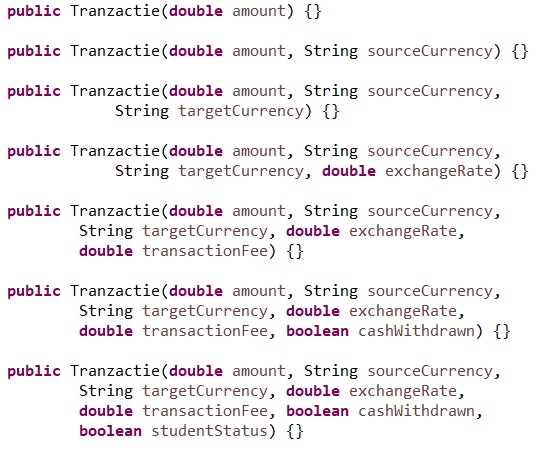 public Tranzactie(double amount) {}
public Tranzactie(double amount, String sourceCurrency) {}
public Tranzactie(double amount, String sourceCurrency,
String targetCurrency) {}
public Tranzactie(double amount, String sourceCurrency,
String targetCurrency, double exchangeRate) {}
public Tranzactie(double amount, String sourceCurrency,
String targetCurrency, double exchangeRate,
double transactionFee) {}
public Tranzactie(double amount, String sourceCurrency,
String targetCurrency, double exchangeRate,
double transactionFee, boolean cashWithdrawn) {}
public Tranzactie(double amount, String sourceCurrency,
String targetCurrency, double exchangeRate,
double transactionFee, boolean cashWithdrawn,
boolean studentStatus) {}